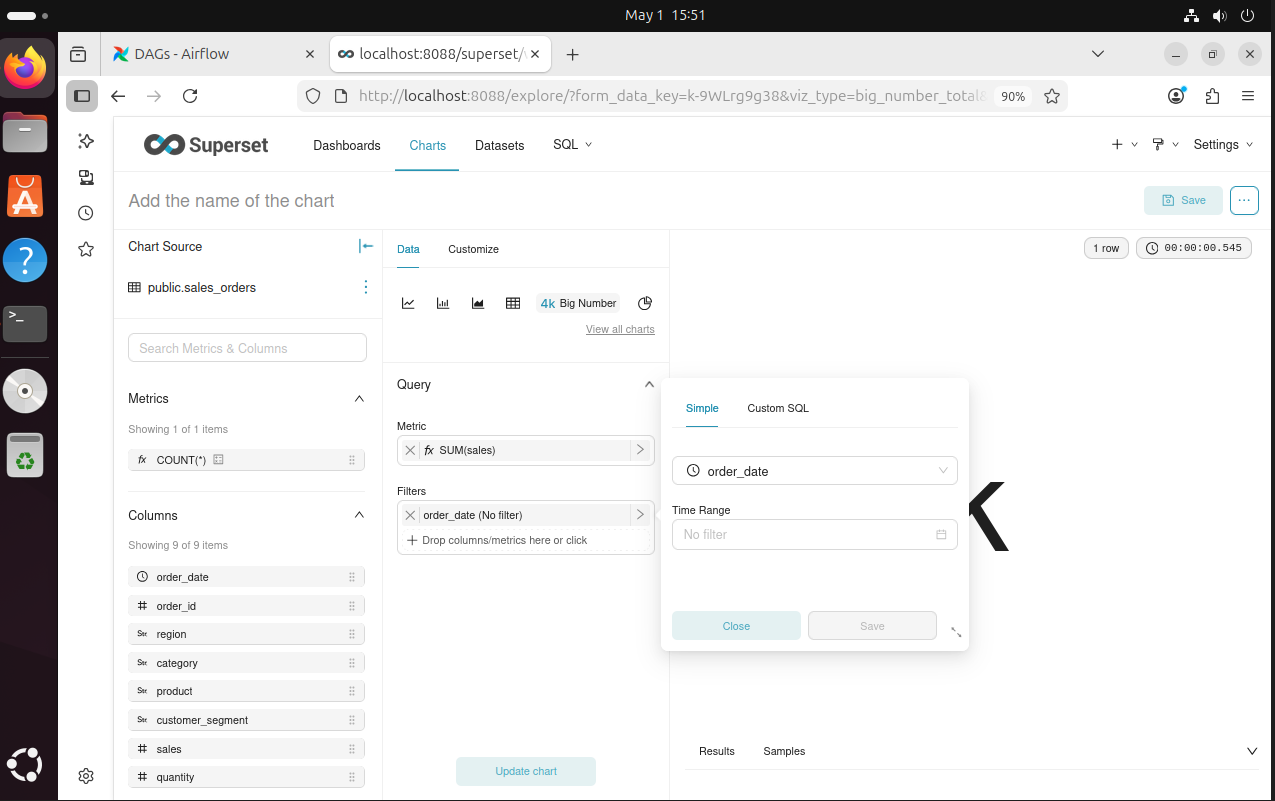 May 1 15:51
DAGs - Airflow
localhost:8088/superset/
http://localhost:8088/explore/?form_data_key=k-9WLrg9g38&viz_type=big_number_total&
90%
Superset
Dashboards
Charts
Datasets
SQL
Settings
Add the name of the chart
Save
Chart Source
public.sales_orders
Search Metrics & Columns
Metrics
Showing 1 of 1 items
fx COUNT(*)
Columns
Showing 9 of 9 items
order_date
order_id
region
category
product
customer_segment
sales
quantity
Data
Customize
4k Big Number
View all charts
Query
Metric
fx SUM(sales)
Filters
order_date (No filter)
Drop columns/metrics here or click
Update chart
1 row
00:00:00.545
Simple
Custom SQL
order_date
Time Range
No filter
Close
Save
Results
Samples